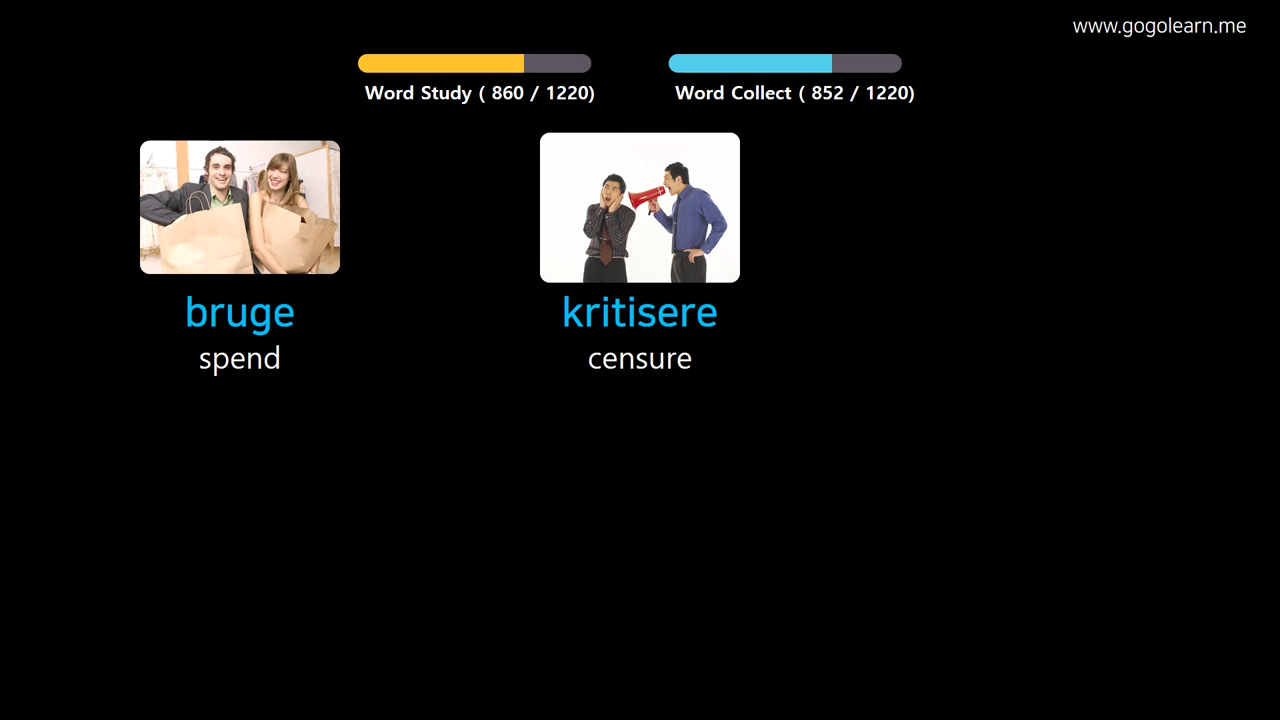 www.gogolearn.me
Word Study ( 860 / 1220)
Word Collect ( 852 / 1220)
bruge
spend
kritisere
censure